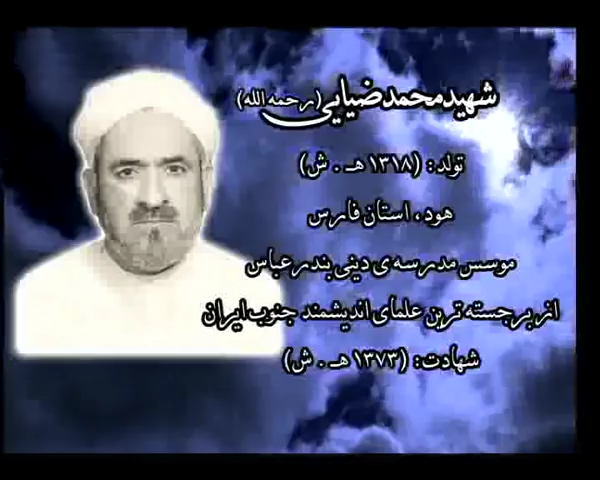 شهید محمد ضیایی (رحمه الله)
تولد: (۱۳۱۸ هـ . ش)
هود، استان فارس
موسس مدرسه ی دینی بندرعباس
از برجسته ترین علمای اندیشمند جنوب ایران
شهادت: (۱۳۷۳ هـ . ش)